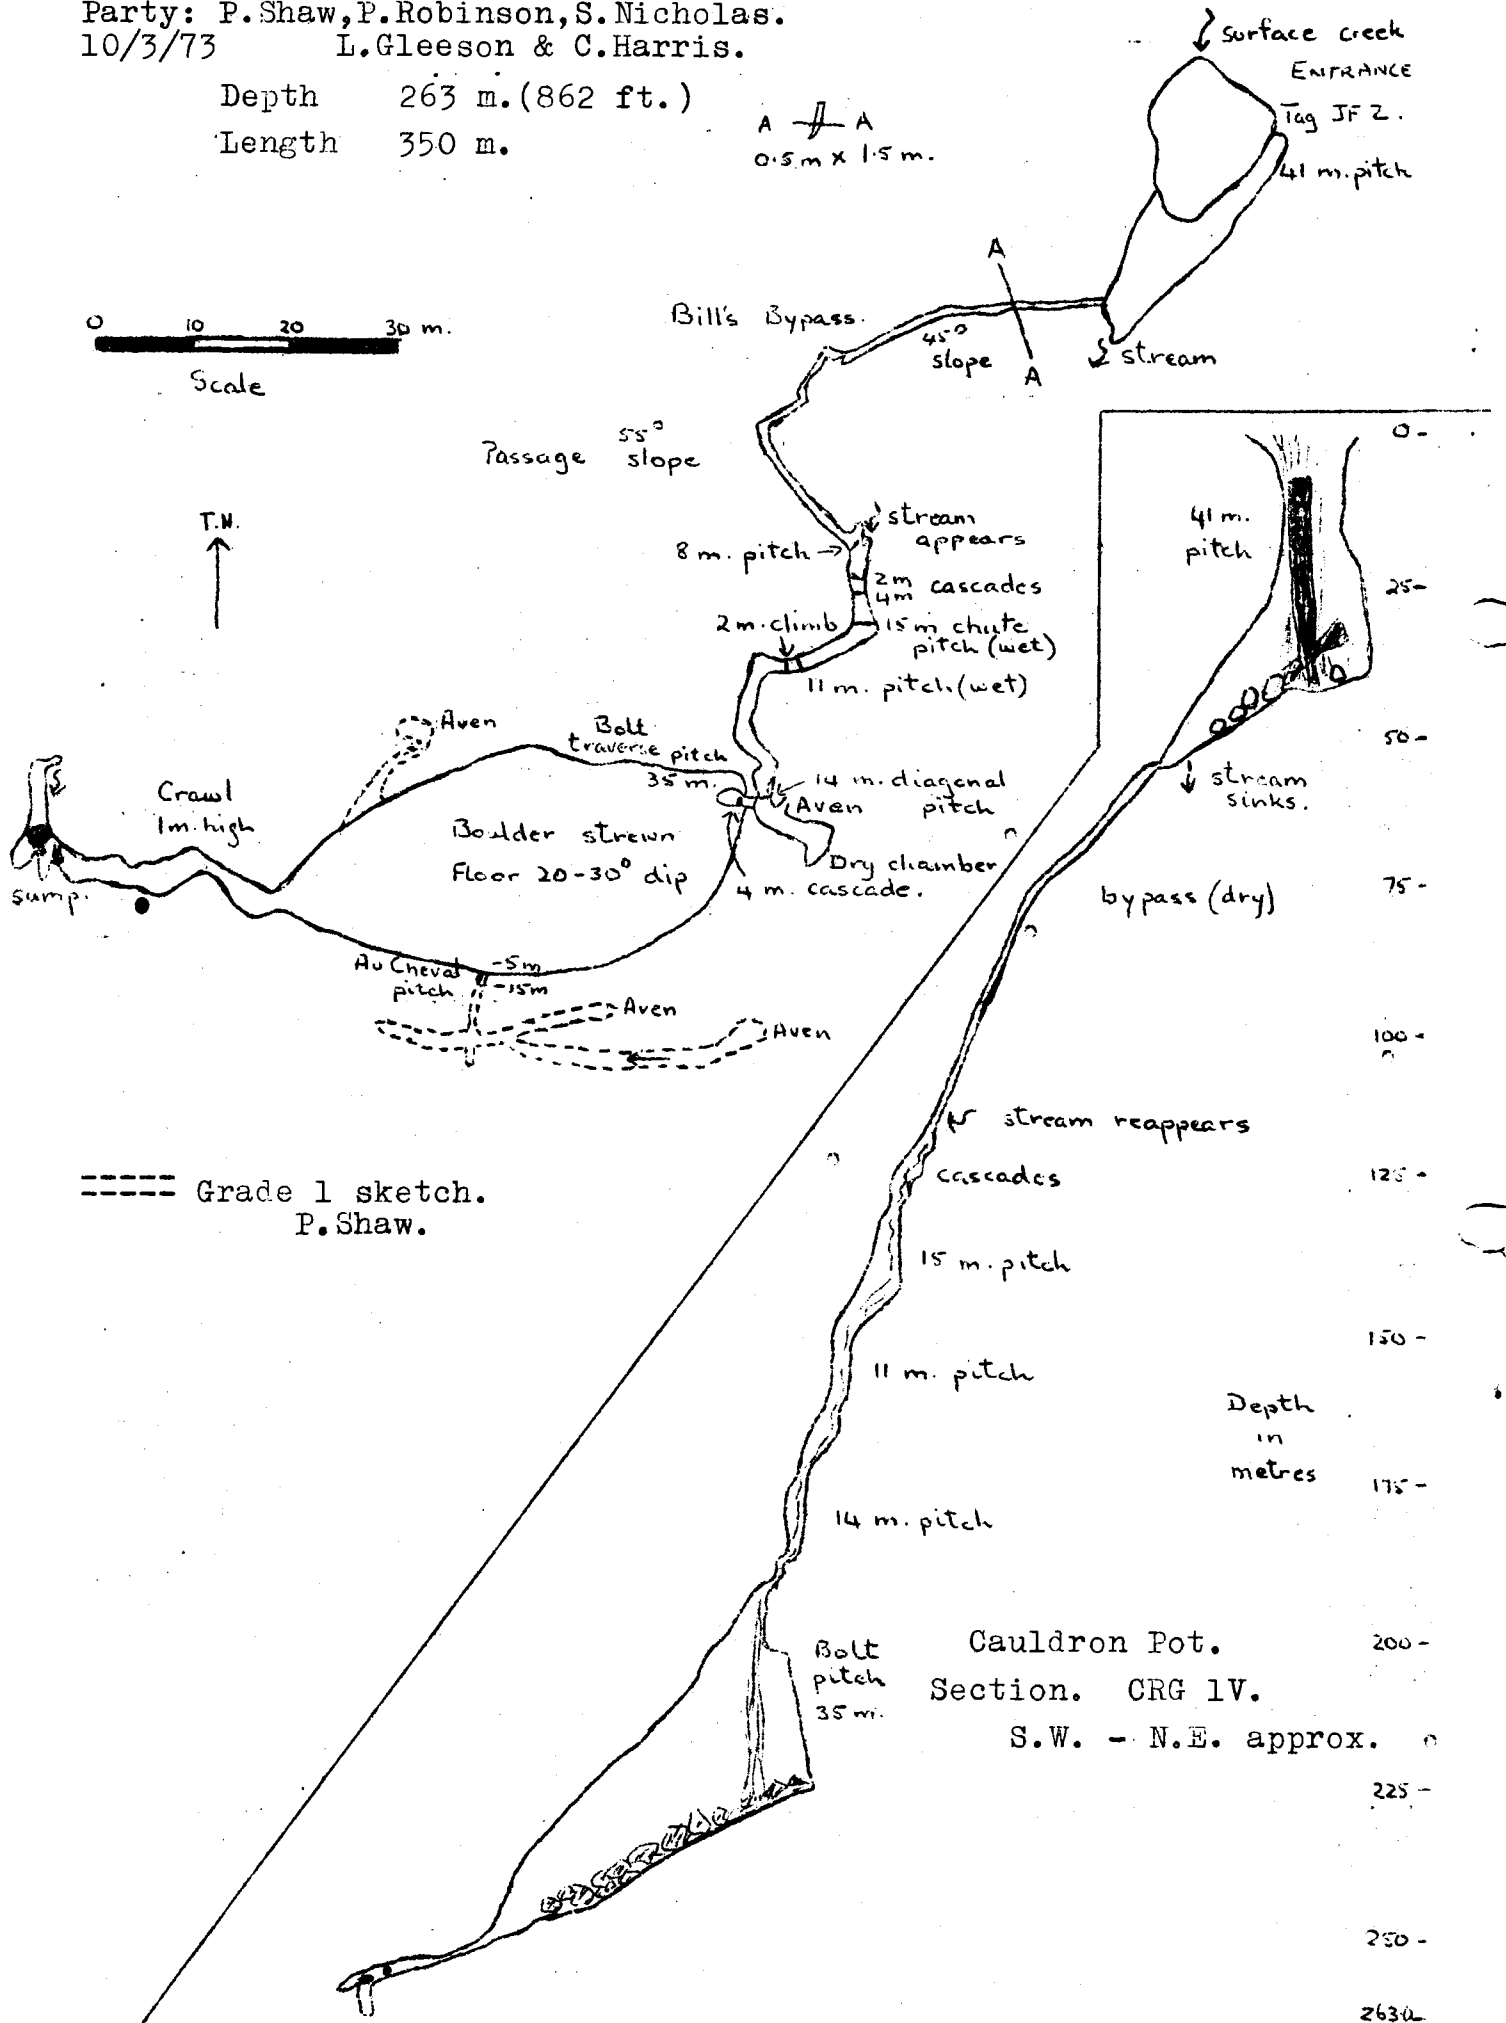 Party: P.Shaw,P.Robinson,S.Nicholas.
10/3/73 L.Gleeson & C.Harris.
Depth 263 m.(862 ft.)
Length 350 m.
A A
0.5m x 1.5 m.
surface creek
ENTRANCE
Tag JF 2.
41 m. pitch
A
Bill's Bypass.
45° slope
A
stream
0 10 20 30 m.
Scale
Passage 55° slope
T.N.
stream
appears
8 m. pitch
2m
4m
cascades
2m. climb
15 m chute
pitch (wet)
11 m. pitch (wet)
Aven
Bolt
traverse pitch
35 m.
14 m. diagonal
pitch
Aven
Crawl
1m. high
Boulder strewn
Floor 20-30° dip
Dry chamber
4 m. cascade.
sump.
Au Cheval
pitch
-5m
-15m
Aven
Aven
Grade 1 sketch.
P.Shaw.
0-
41 m.
pitch
25-
50-
stream
sinks.
75-
bypass (dry)
100-
stream reappears
cascades
125-
15 m. pitch
150-
11 m. pitch
Depth
in
metres
175-
14 m. pitch
Bolt
pitch
35 m.
Cauldron Pot.
Section. CRG 1V.
S.W. - N.E. approx.
200-
225-
250-